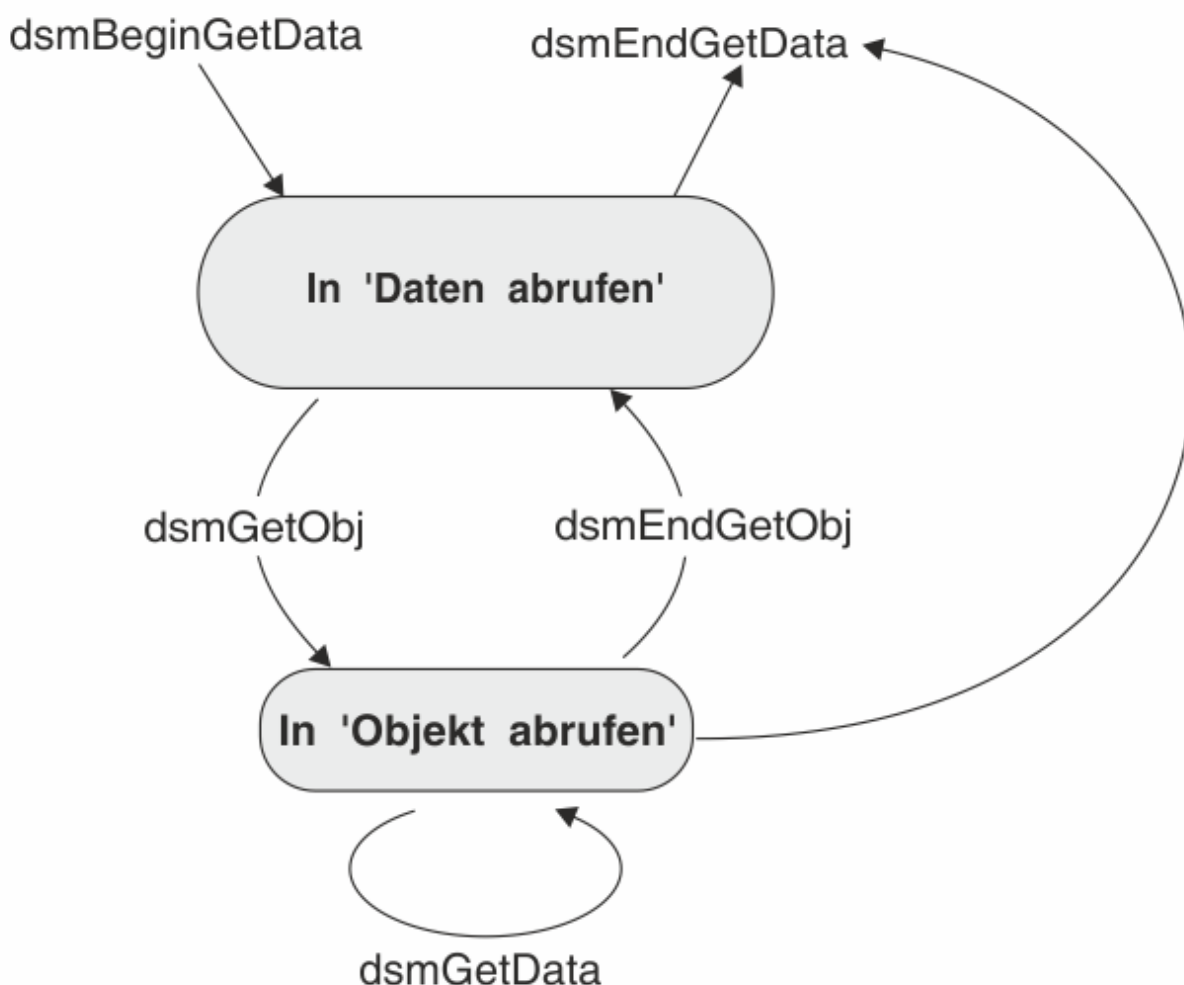 dsmBeginGetData
dsmEndGetData
In 'Daten abrufen'
dsmGetObj
dsmEndGetObj
In 'Objekt abrufen'
dsmGetData